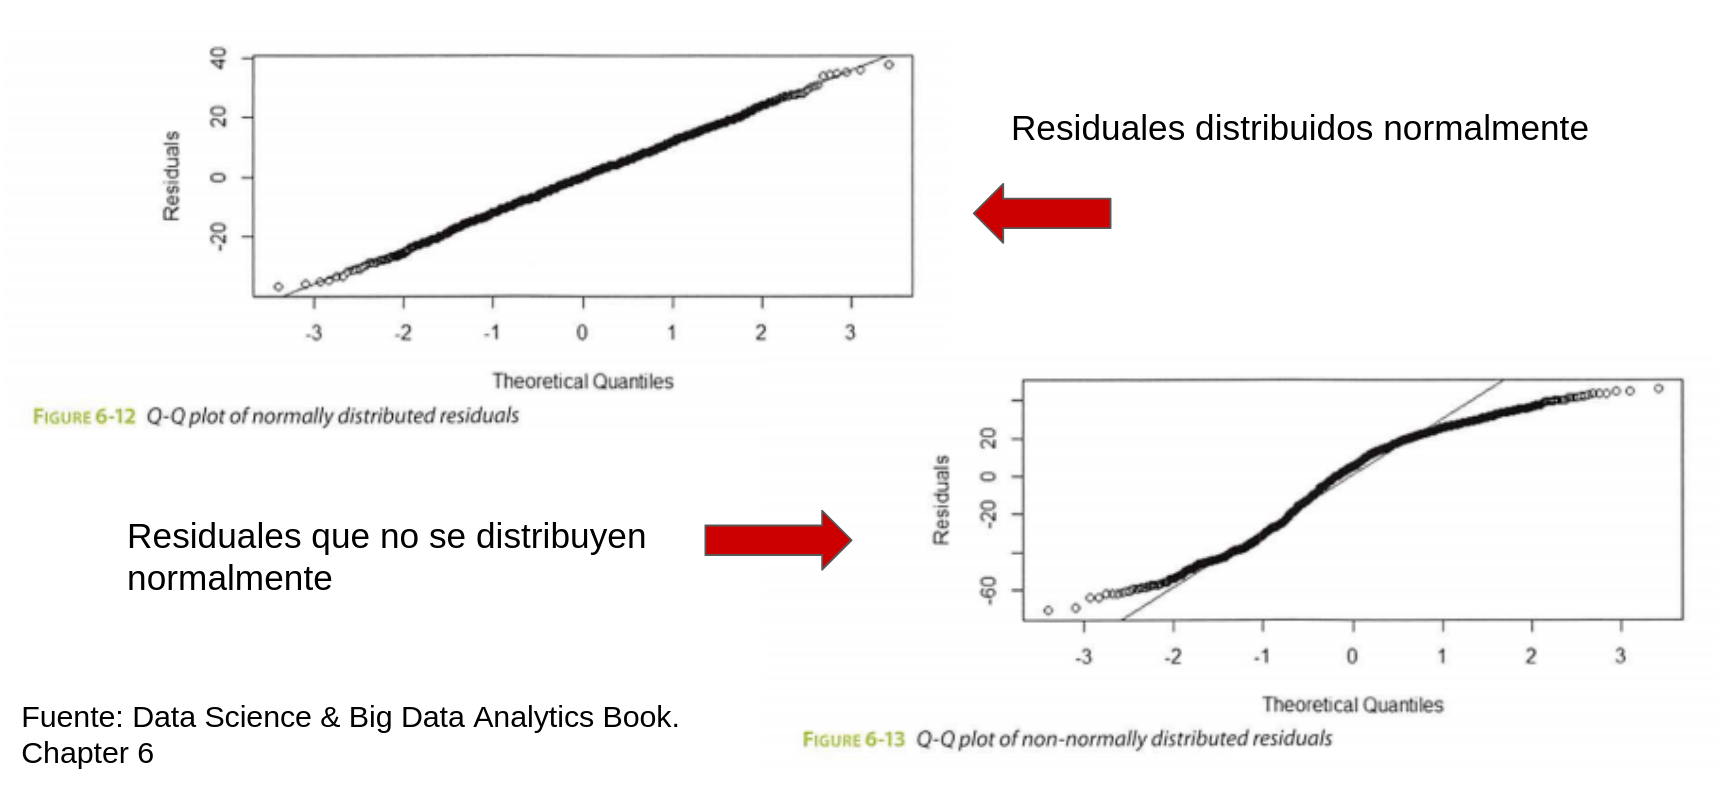 40
20
0
-20
Residuals
-3 -2 -1 0 1 2 3
Theoretical Quantiles
FIGURE 6-12 Q-Q plot of normally distributed residuals
Residuales distribuidos normalmente
Residuales que no se distribuyen
normalmente
20
0
-20
-60
Residuals
-3 -2 -1 0 1 2 3
Theoretical Quantiles
FIGURE 6-13 Q-Q plot of non-normally distributed residuals
Fuente: Data Science & Big Data Analytics Book.
Chapter 6